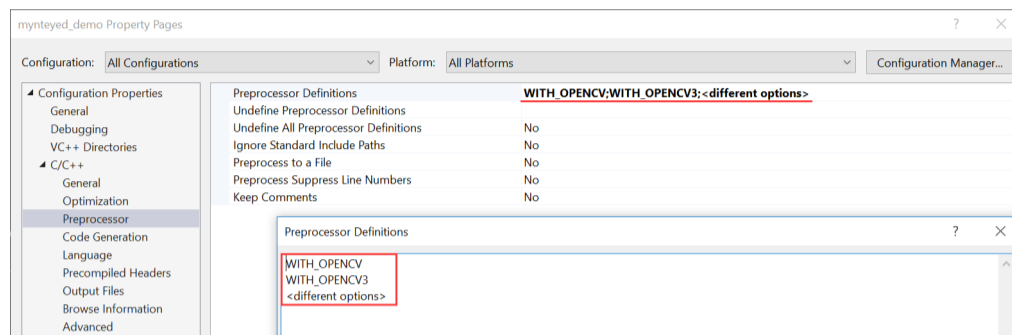 mynteyed_demo Property Pages
Configuration: All Configurations Platform: All Platforms Configuration Manager...
Configuration Properties
General
Debugging
VC++ Directories
C/C++
General
Optimization
Preprocessor
Code Generation
Language
Precompiled Headers
Output Files
Browse Information
Advanced
Preprocessor Definitions WITH_OPENCV;WITH_OPENCV3;<different options>
Undefine Preprocessor Definitions
Undefine All Preprocessor Definitions No
Ignore Standard Include Paths No
Preprocess to a File No
Preprocess Suppress Line Numbers No
Keep Comments No
Preprocessor Definitions
WITH_OPENCV
WITH_OPENCV3
<different options>